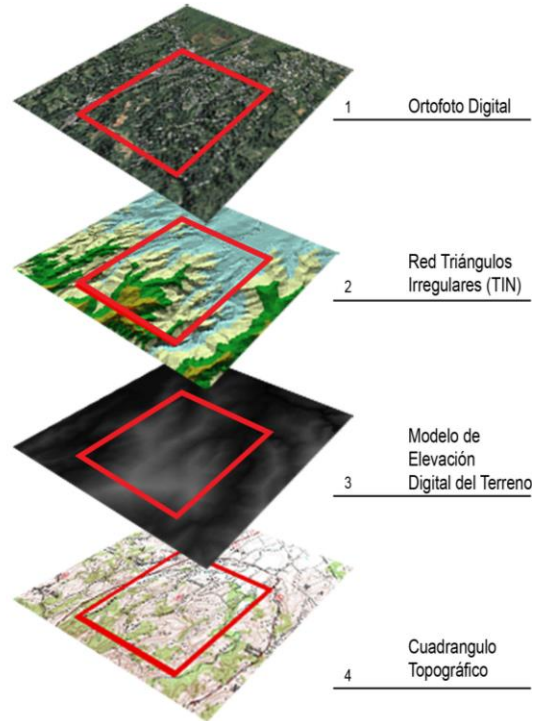 1 Ortofoto Digital
Red Triángulos
2 Irregulares (TIN)
Modelo de
Elevación
3 Digital del Terreno
Cuadrangulo
4 Topográfico